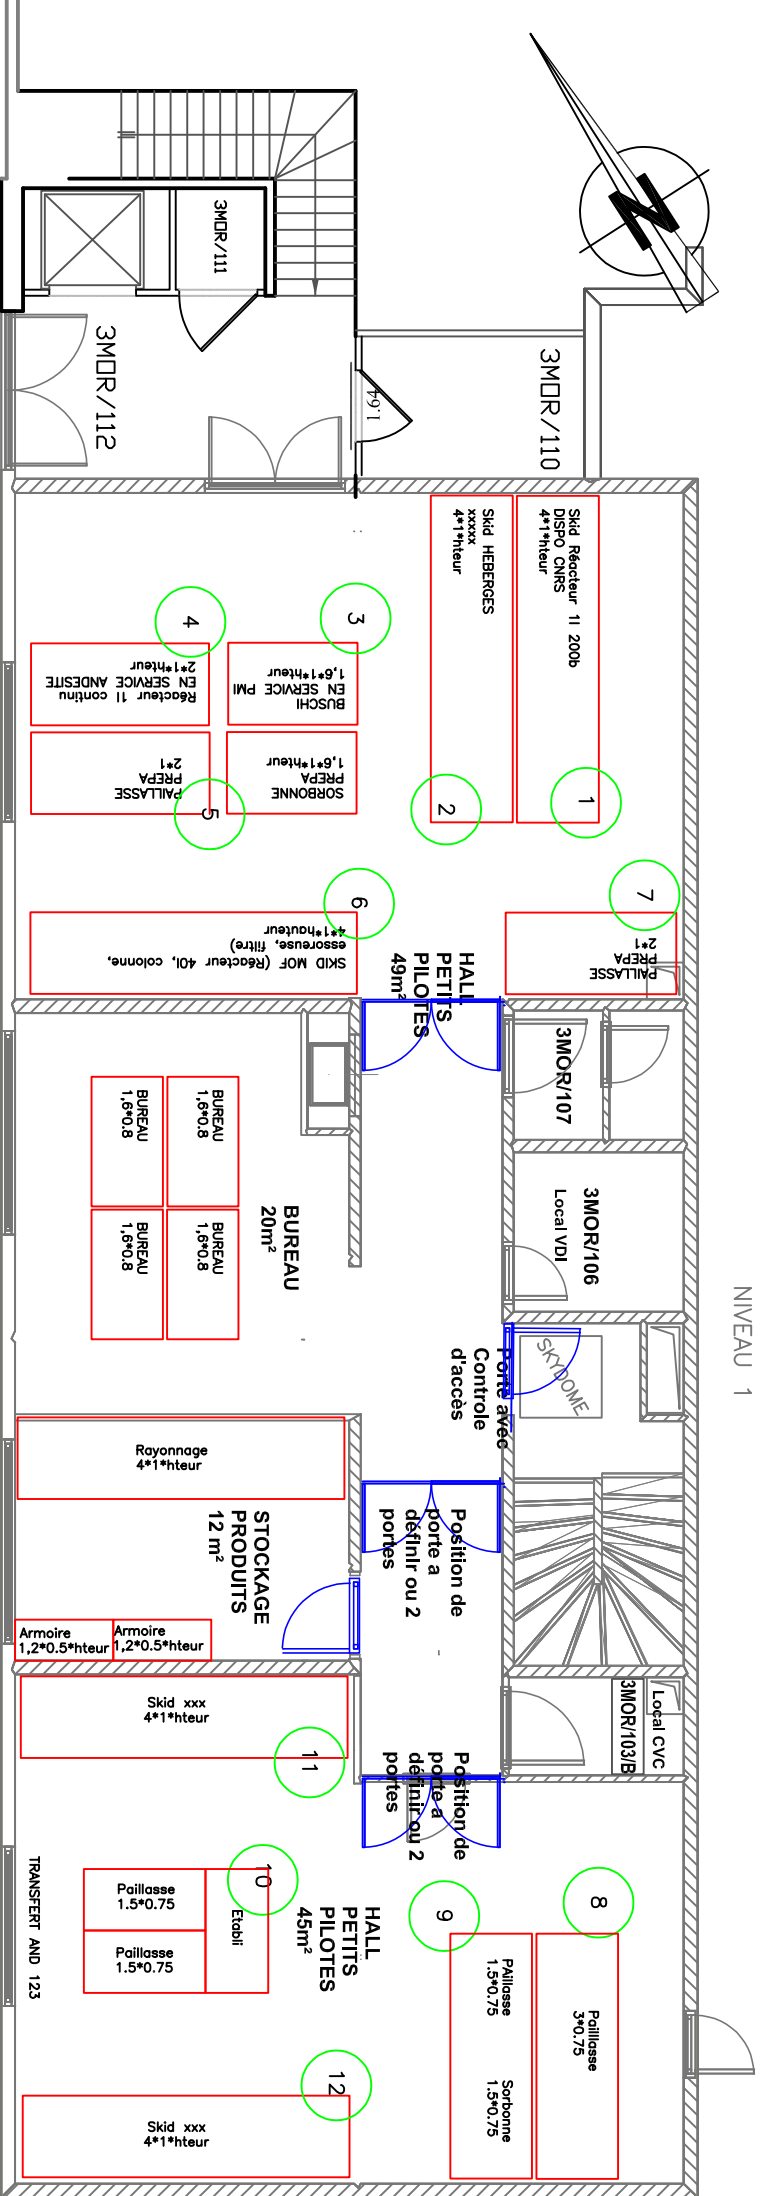 N
3MOR/111
3MOR/112
1.64
3MOR/110
NIVEAU 1
Skid Réacteur 1l 200b
DISPO CNRS
4*1*hteur
Skid HEBERGES
xxxxx
4*1*hteur
1
2
3
BUSCHI
EN SERVICE PMI
1,6*1*hteur
4
Réacteur 1l continu
EN SERVICE ANDESITE
2*1*hteur
SORBONNE
PREPA
1,6*1*hteur
PAILLASSE
PREPA
2*1
5
6
SKID MOF (Réacteur 40l, colonne,
essoreuse, filtre)
4*1*hauteur
7
PAILLASSE
PREPA
2*1
HALL
PETITS
PILOTES
49m²
3MOR/107
3MOR/106
Local VDI
BUREAU
1,6*0.8
BUREAU
1,6*0.8
BUREAU
1,6*0.8
BUREAU
1,6*0.8
BUREAU
20m²
SKYDOME
Porte avec
Controle
d'accès
Rayonnage
4*1*hteur
STOCKAGE
PRODUITS
12 m²
Position de
porte a
définir ou 2
portes
Armoire
1,2*0.5*hteur
Armoire
1,2*0.5*hteur
Local CVC
3MOR/103/B
Skid xxx
4*1*hteur
11
Position de
porte a
définir ou 2
portes
10
Paillasse
1.5*0.75
Paillasse
1.5*0.75
Etabli
HALL
PETITS
PILOTES
45m²
TRANSFERT AND 123
8
9
PAillasse
1.5*0.75
Sorbonne
1.5*0.75
Paillasse
3*0.75
12
Skid xxx
4*1*hteur